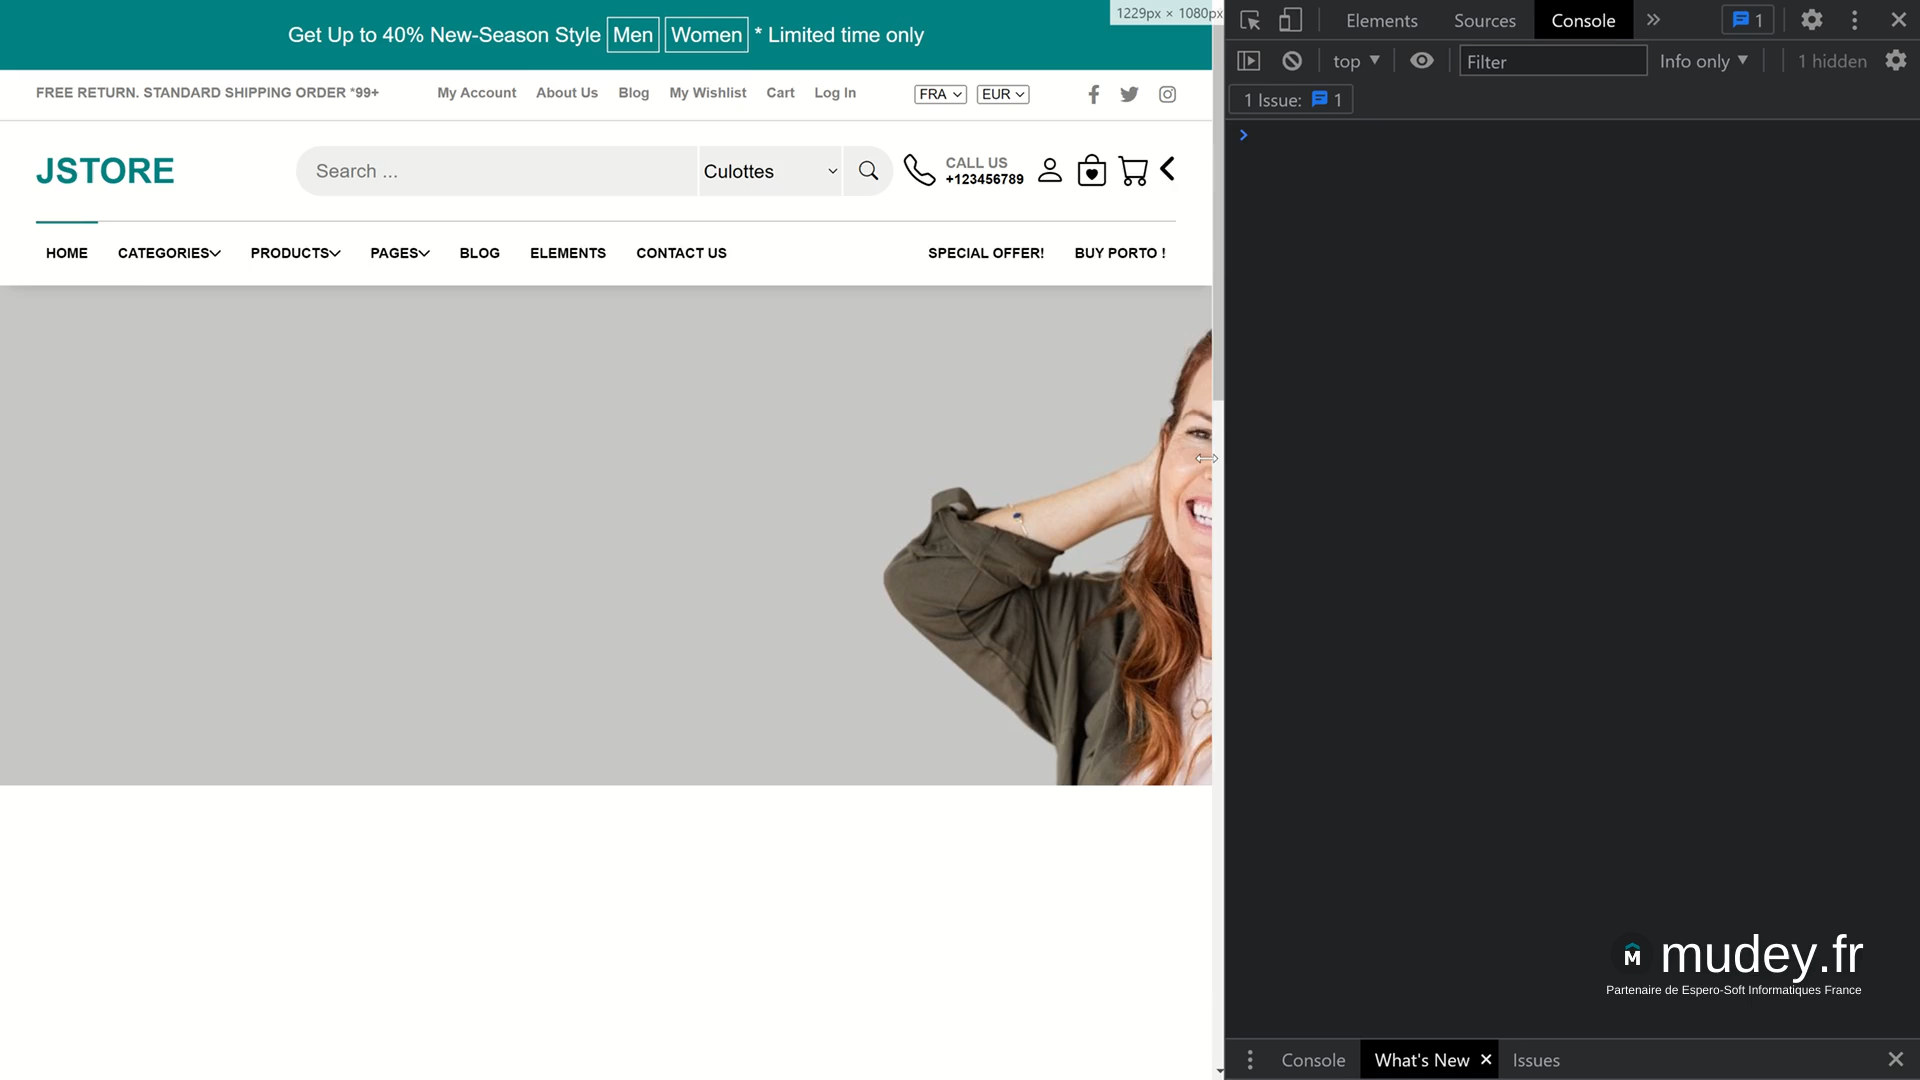 Get Up to 40% New-Season Style Men Women * Limited time only
1229px × 1080px
FREE RETURN. STANDARD SHIPPING ORDER *99+ My Account About Us Blog My Wishlist Cart Log In FRA EUR
JSTORE Search ... Culottes CALL US
+123456789
HOME CATEGORIES PRODUCTS PAGES BLOG ELEMENTS CONTACT US SPECIAL OFFER! BUY PORTO !
Elements Sources Console 1
top Filter Info only 1 hidden
1 Issue: 1
M mudey.fr
Partenaire de Espero-Soft Informatiques France
Console What's New Issues